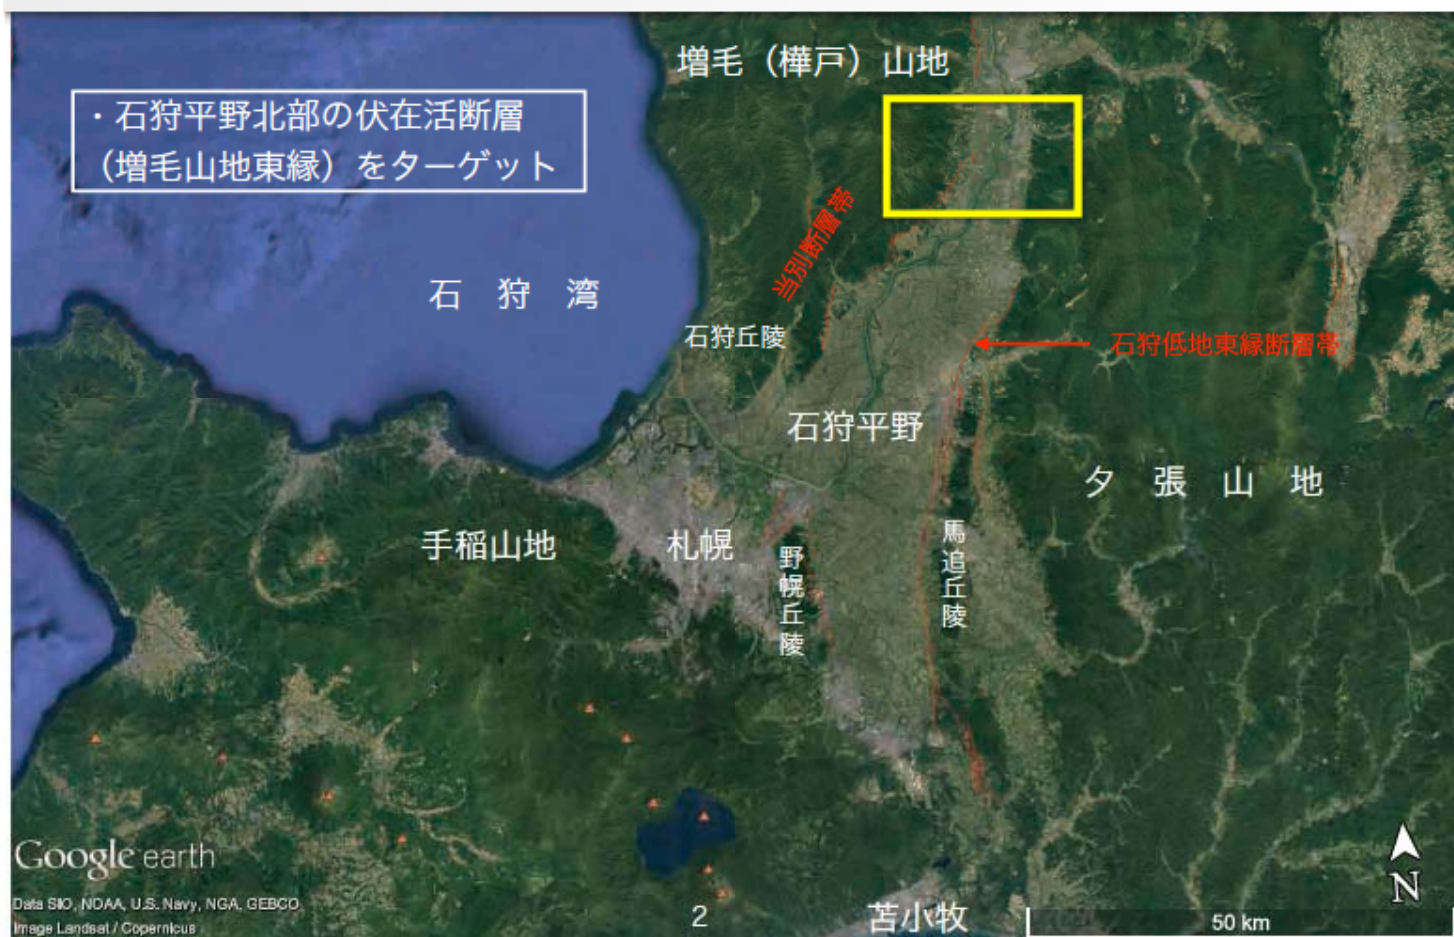 増毛（樺戸）山地
・石狩平野北部の伏在活断層
（増毛山地東縁）をターゲット
当別断層帯
石 狩 湾
石狩丘陵
石狩低地東縁断層帯
石狩平野
夕 張 山 地
手稲山地
札幌
野幌丘陵
馬追丘陵
Google earth
Data SIO, NOAA, U.S. Navy, NGA, GEBCO
Image Landsat / Copernicus
2
苫小牧
N
50 km